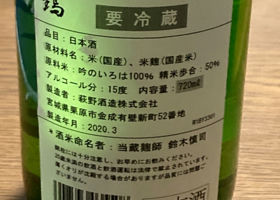 要冷蔵
品目：日本酒
原材料名：米（国産）、米麹（国産米）
原料米：吟のいろは100％ 精米歩合：50％
アルコール分：15度 内容量：720ml
製造者：萩野酒造株式会社
宮城県栗原市金成有壁新町52番地
製造年月：2020.3
＊酒米命名者：当蔵麹師 鈴木慎司